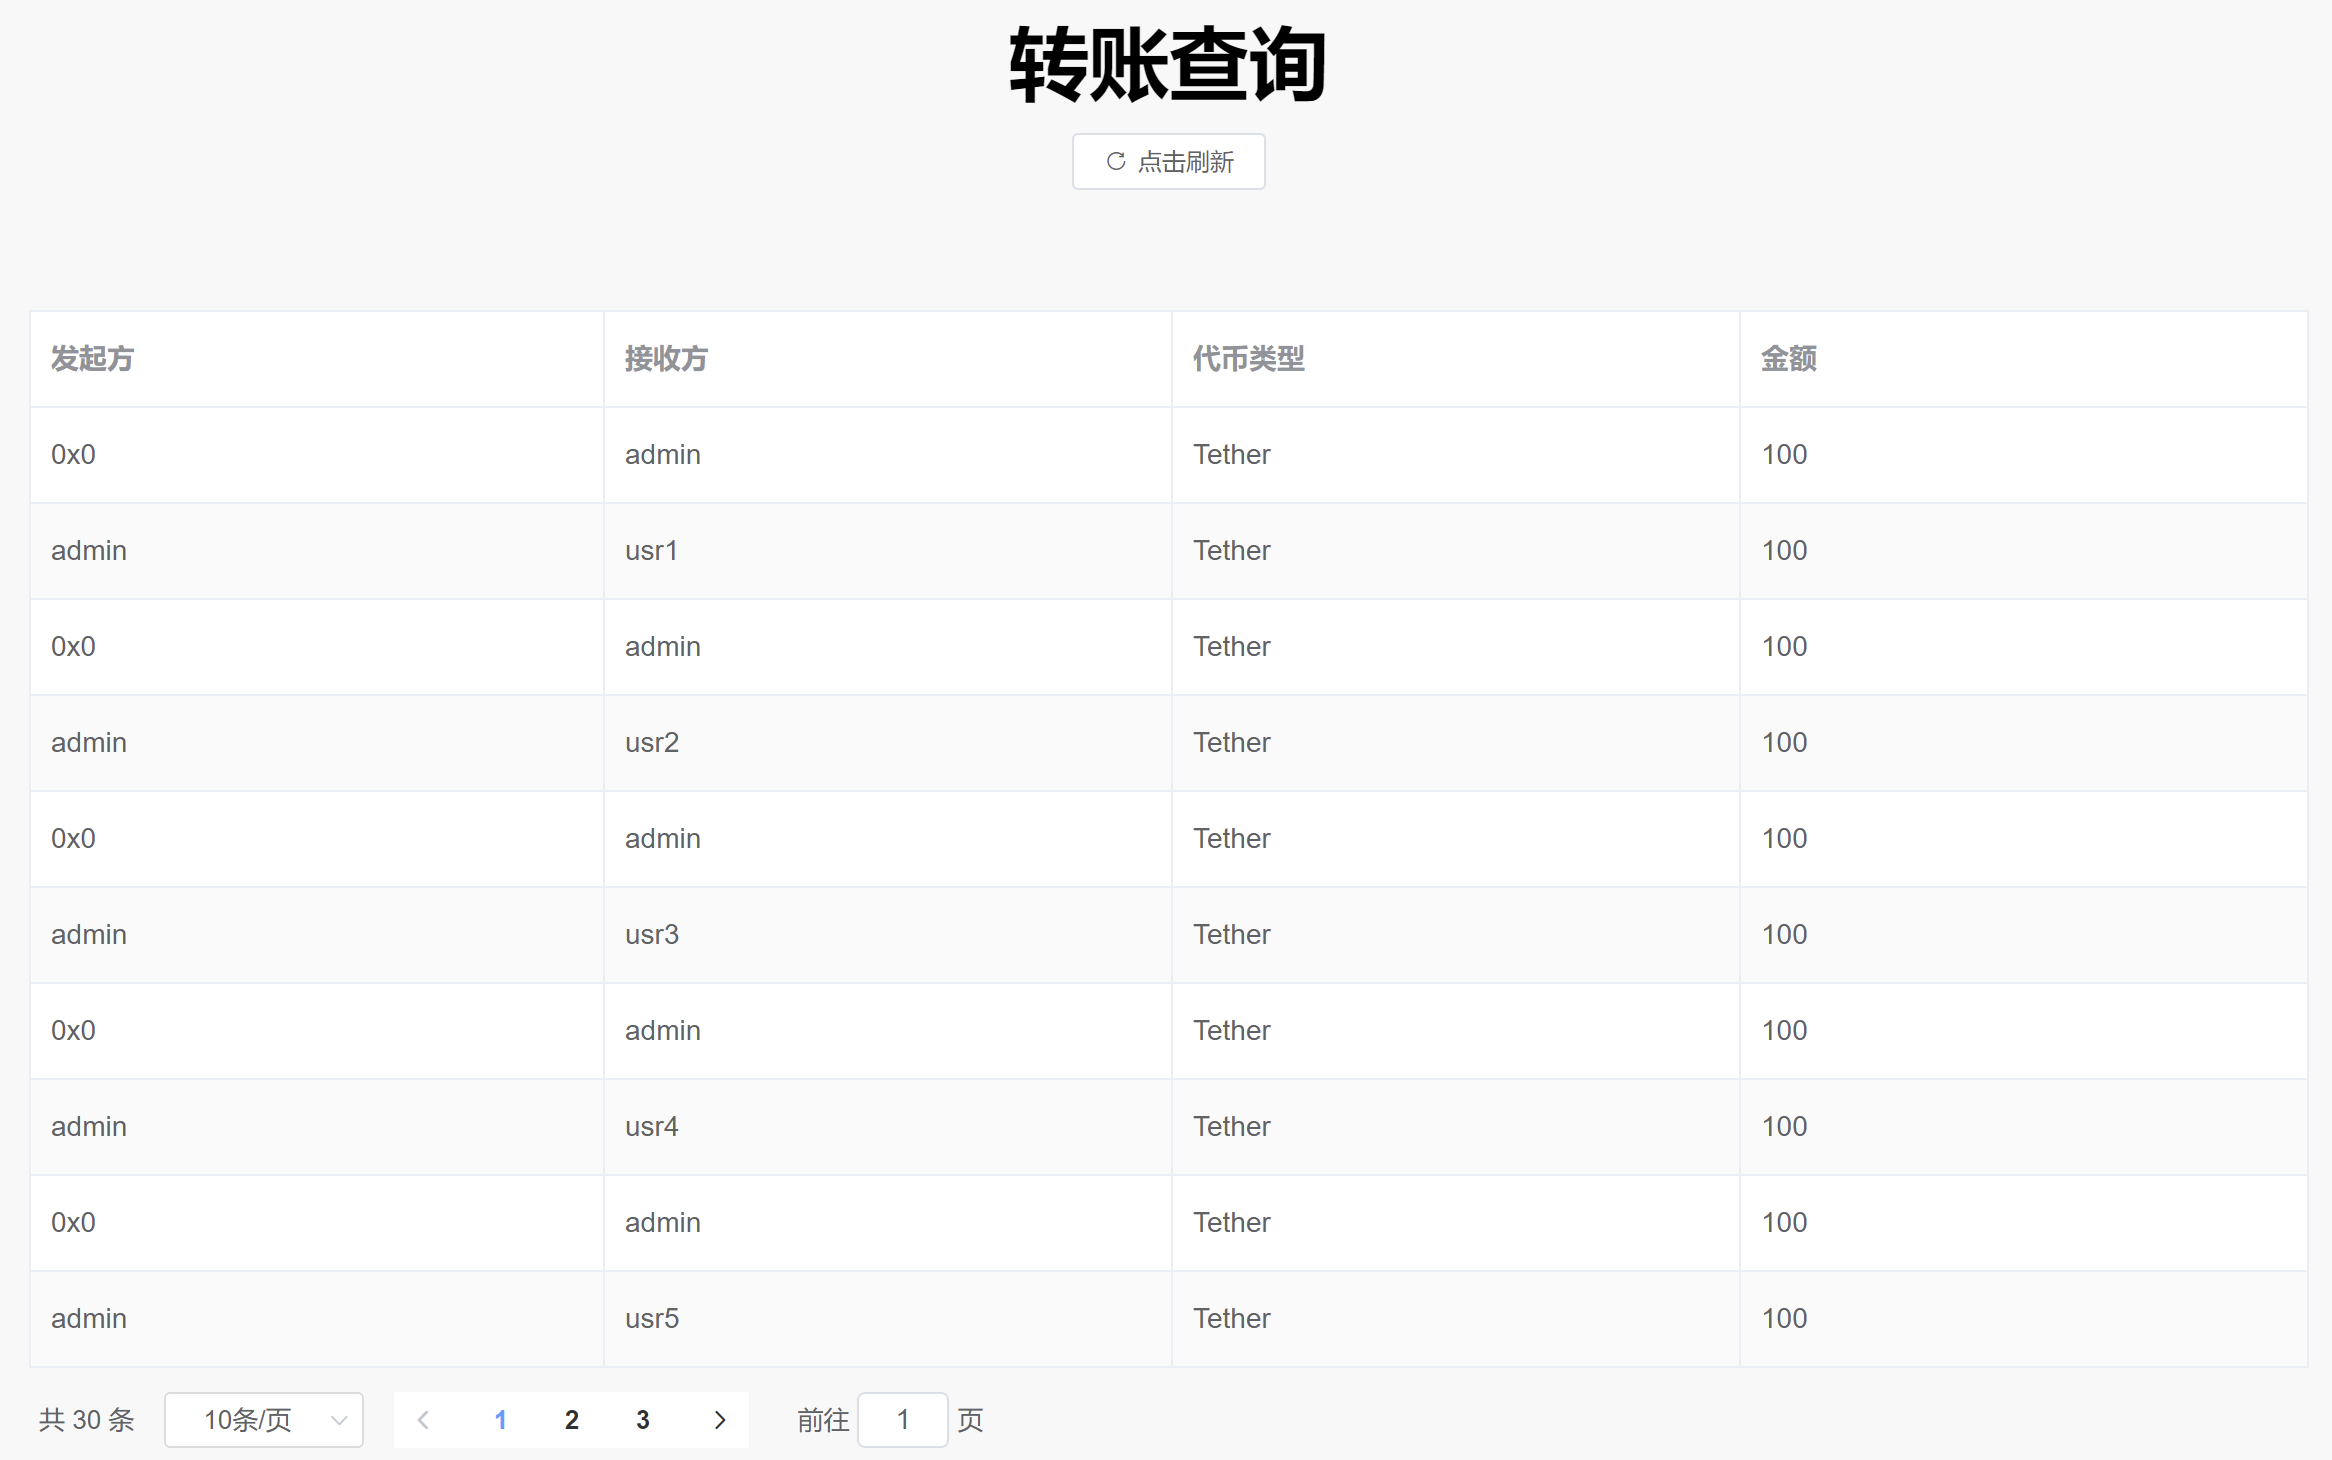 转账查询
点击刷新
发起方 接收方 代币类型 金额
0x0 admin Tether 100
admin usr1 Tether 100
0x0 admin Tether 100
admin usr2 Tether 100
0x0 admin Tether 100
admin usr3 Tether 100
0x0 admin Tether 100
admin usr4 Tether 100
0x0 admin Tether 100
admin usr5 Tether 100
共 30 条 10条/页 1 2 3 前往 1 页